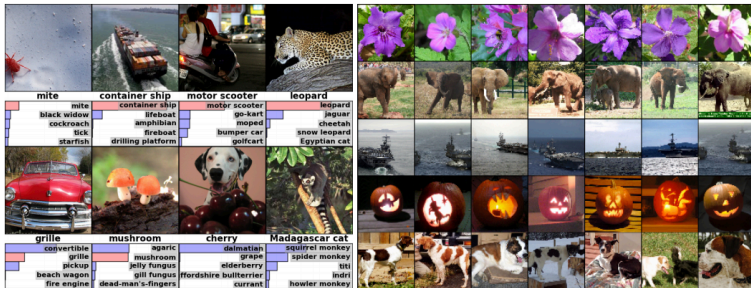 mite container ship motor scooter leopard
mite container ship motor scooter leopard
black widow lifeboat go-kart jaguar
cockroach amphibian moped cheetah
tick fireboat bumper car snow leopard
starfish drilling platform golfcart Egyptian cat
grille mushroom cherry Madagascar cat
convertible agaric dalmatian squirrel monkey
grille mushroom grape spider monkey
pickup jelly fungus elderberry titi
beach wagon gill fungus ffordshire bullterrier indri
fire engine dead-man's-fingers currant howler monkey